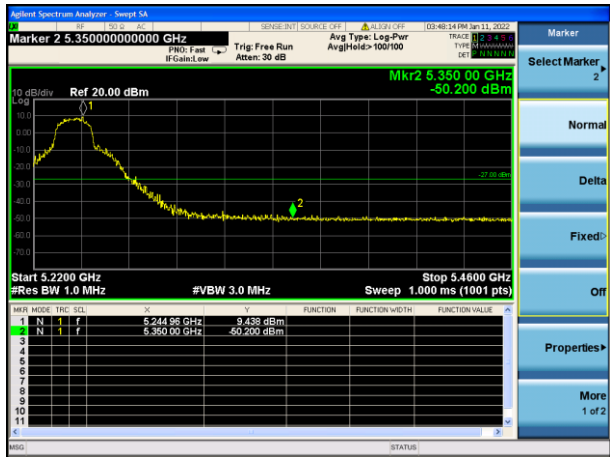 Agilent Spectrum Analyzer - Swept SA
RF 50 Ω AC SENSE:INT SOURCE OFF ALIGN OFF 03:48:14 PM Jan 11, 2022
Marker 2 5.350000000000 GHz
PNO: Fast
IFGain:Low
Trig: Free Run
Atten: 30 dB
Avg Type: Log-Pwr
Avg|Hold>100/100
TRACE 1 2 3 4 5 6
TYPE M
DET P N N N N N
Mkr2 5.350 00 GHz
-50.200 dBm
10 dB/div Ref 20.00 dBm
Log
1
10.0
0.00
-10.0
-20.0
-27.00 dBm
-30.0
-40.0
2
-50.0
-60.0
-70.0
Start 5.2200 GHz Stop 5.4600 GHz
#Res BW 1.0 MHz #VBW 3.0 MHz Sweep 1.000 ms (1001 pts)
MKR MODE TRC SCL X Y FUNCTION FUNCTION WIDTH FUNCTION VALUE
1 N 1 f 5.244 96 GHz 9.438 dBm
2 N 1 f 5.350 00 GHz -50.200 dBm
3
4
5
6
7
8
9
10
11
MSG STATUS
Marker
Select Marker
2
Normal
Delta
Fixed
Off
Properties
More
1 of 2